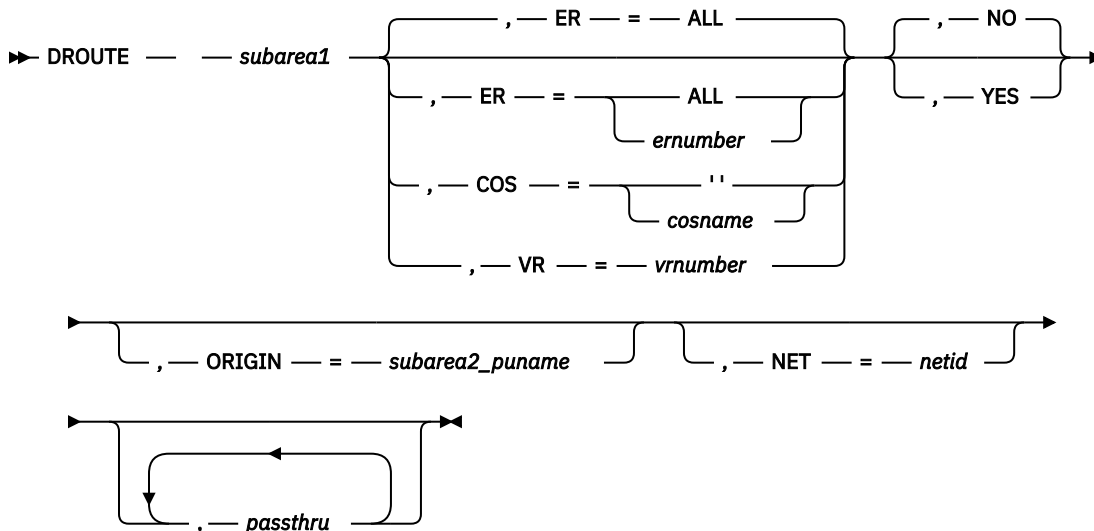 , ER = ALL , NO
DROUTE subarea1
, ER = ALL , YES
ernumber
, COS = ' '
cosname
, VR = vrnumber
, ORIGIN = subarea2_puname , NET = netid
, passthru